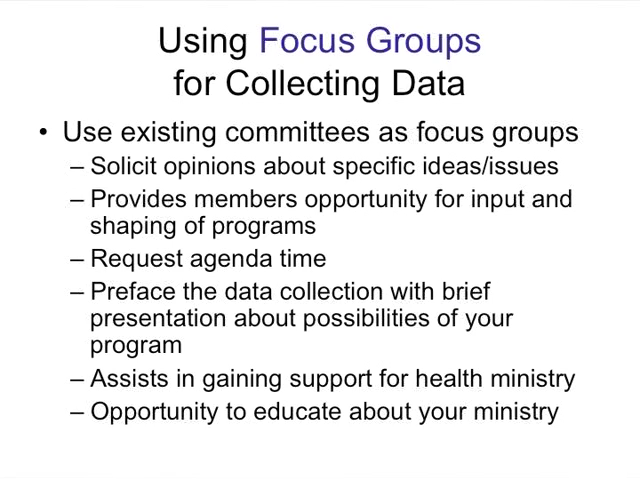 Using Focus Groups
for Collecting Data
• Use existing committees as focus groups
– Solicit opinions about specific ideas/issues
– Provides members opportunity for input and
shaping of programs
– Request agenda time
– Preface the data collection with brief
presentation about possibilities of your
program
– Assists in gaining support for health ministry
– Opportunity to educate about your ministry